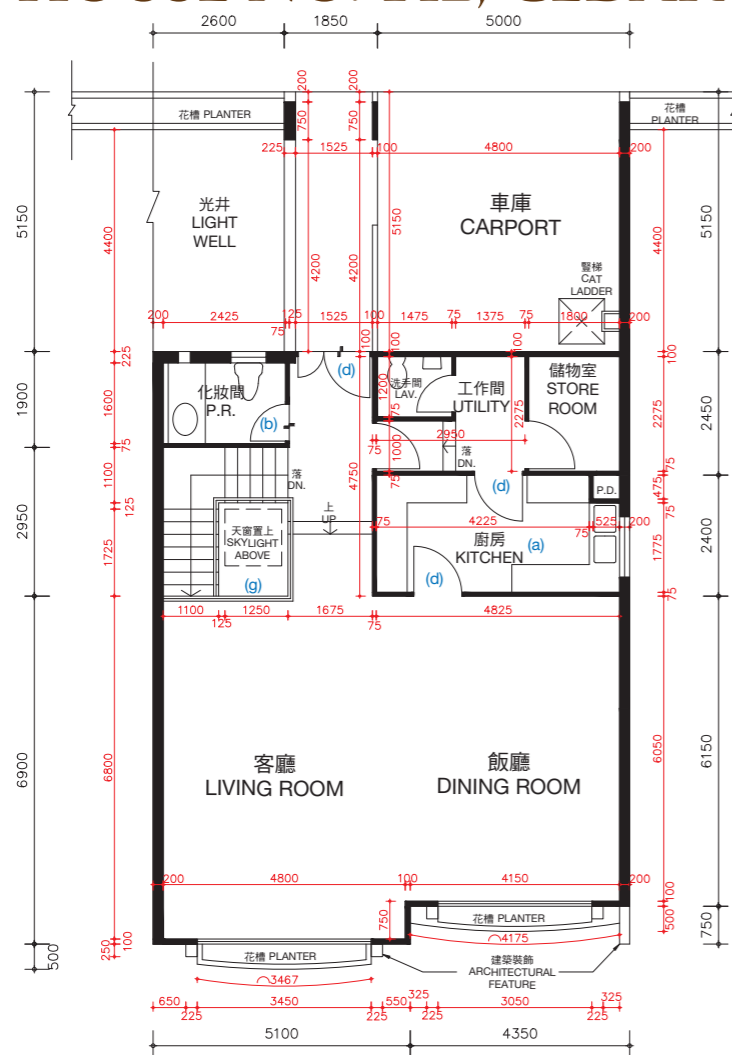 2600 1850 5000
200 200
花槽 PLANTER
花槽
PLANTER
750 750
225 1525 100 4800 200
5150 4400 光井
LIGHT
WELL
車庫
CARPORT
5150 4400 5150
4200 4200
豎梯
CAT
LADDER
200 2425 125 1525 100 1475 75 1375 75 1800 200
75
225 100 100 100 100
1900 1600 化妝間
P.R.
(d)
洗手間
LAV.
1200
工作間
UTILITY
儲物室
STORE
ROOM
2275 2275 2450
(b)
75 75 75 2950
1100 落
DN.
4750 1000 落
DN.
75 75
125 上
UP
(d) P.D. 475 75
2950 1725 天窗置上
SKYLIGHT
ABOVE
75 4225 75 525 200
廚房
KITCHEN
(a)
1775 2400
(g) (d)
75
1100 1250 1675 4825
125 75
6900 6800 客廳
LIVING ROOM
飯廳
DINING ROOM
6050 6150
200 4800 100 4150 200
100
750 花槽 PLANTER 500 750
4175
500 250 100 花槽 PLANTER
建築裝飾
ARCHITECTURAL
FEATURE
3467
650 3450 550 325 3050 325
225 225 225 225
5100 4350